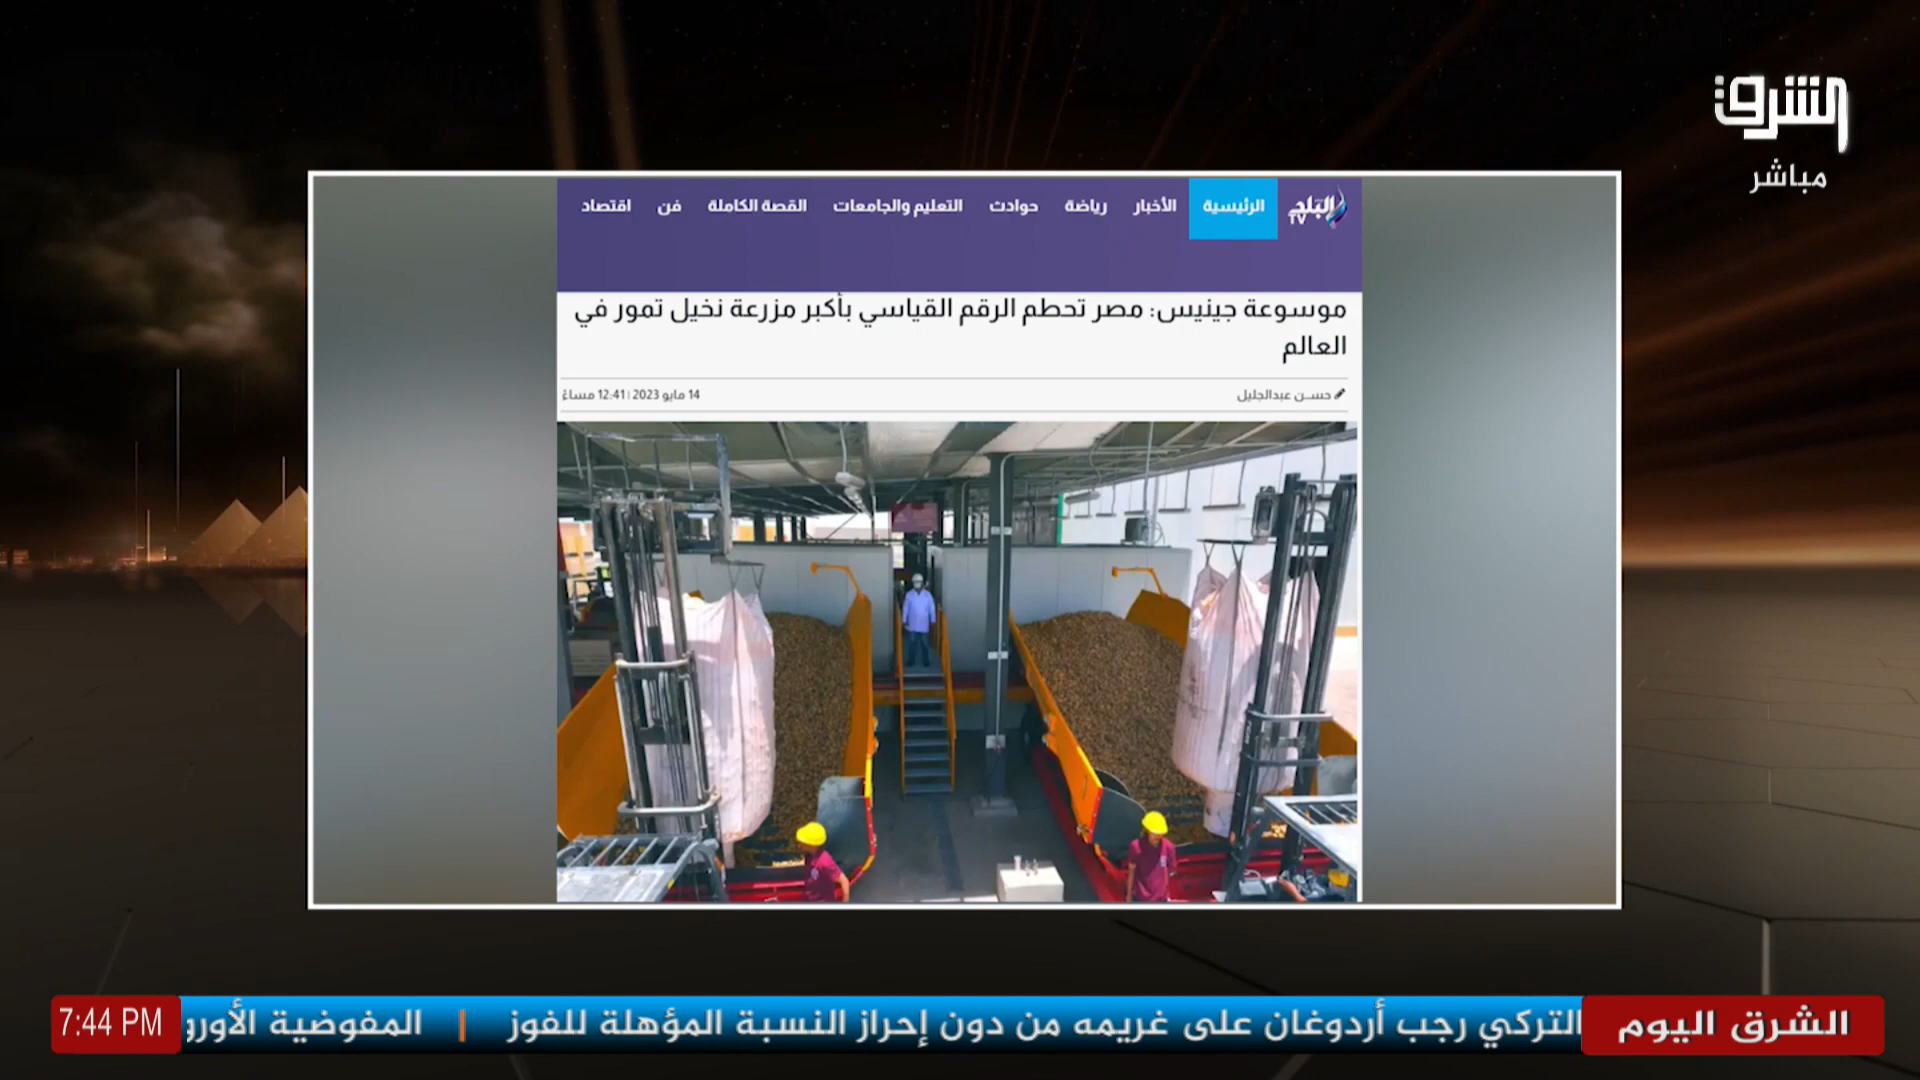 الشرق
مباشر
البلد TV
الرئيسية
الأخبار
رياضة
حوادث
التعليم والجامعات
القصة الكاملة
فن
اقتصاد
موسوعة جينيس: مصر تحطم الرقم القياسي بأكبر مزرعة نخيل تمور في
العالم
حسـن عبدالجليل
14 مايو 2023 | 12:41 مساءً
الشرق اليوم
التركي رجب أردوغان على غريمه من دون إحراز النسبة المؤهلة للفوز | المفوضية الأورو
7:44 PM